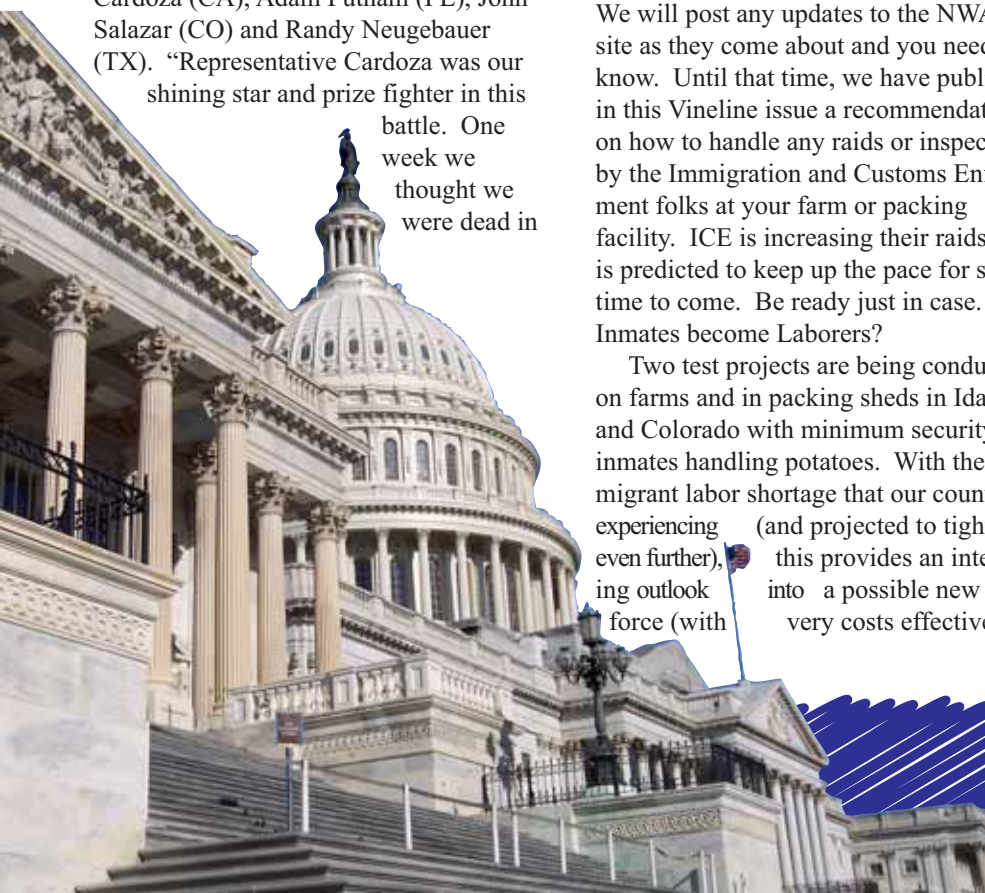 Cardoza (CA), Adam Putnam (FL), John
Salazar (CO) and Randy Neugebauer
(TX).  “Representative Cardoza was our
shining star and prize fighter in this
battle.  One
week we
thought we
were dead in
We will post any updates to the NWA
site as they come about and you need
know.  Until that time, we have publ
in this Vineline issue a recommendat
on how to handle any raids or inspec
by the Immigration and Customs Enf
ment folks at your farm or packing
facility.  ICE is increasing their raids
is predicted to keep up the pace for s
time to come.  Be ready just in case.
Inmates become Laborers?
Two test projects are being condu
on farms and in packing sheds in Ida
and Colorado with minimum security
inmates handling potatoes.  With the
migrant labor shortage that our coun
experiencing (and projected to tigh
even further), this provides an inte
ing outlook into a possible new
force (with very costs effective